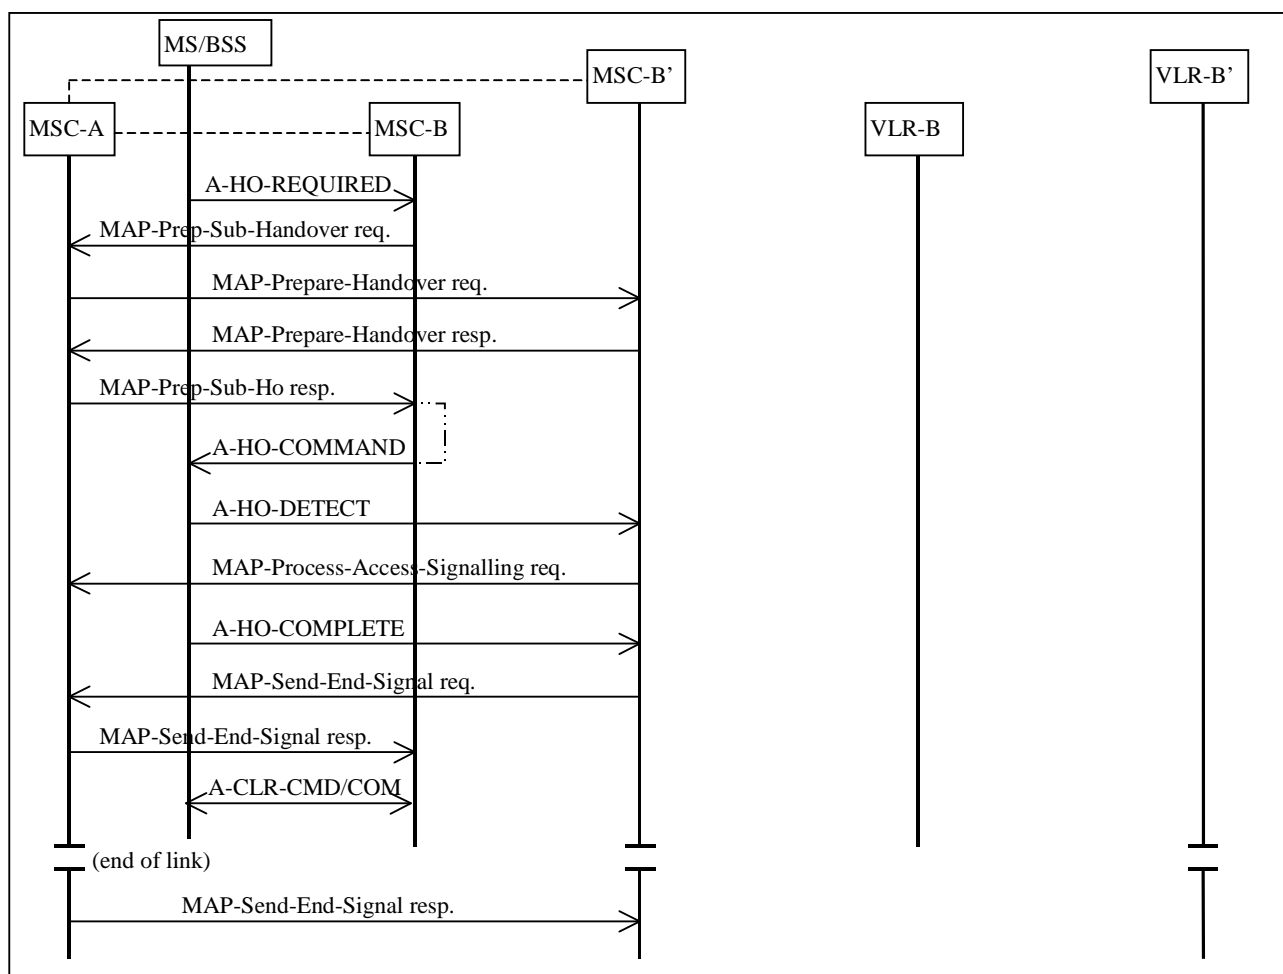 MS/BSS
MSC-B’
VLR-B’
MSC-A
MSC-B
VLR-B
A-HO-REQUIRED
MAP-Prep-Sub-Handover req.
MAP-Prepare-Handover req.
MAP-Prepare-Handover resp.
MAP-Prep-Sub-Ho resp.
A-HO-COMMAND
A-HO-DETECT
MAP-Process-Access-Signalling req.
A-HO-COMPLETE
MAP-Send-End-Signal req.
MAP-Send-End-Signal resp.
A-CLR-CMD/COM
(end of link)
MAP-Send-End-Signal resp.